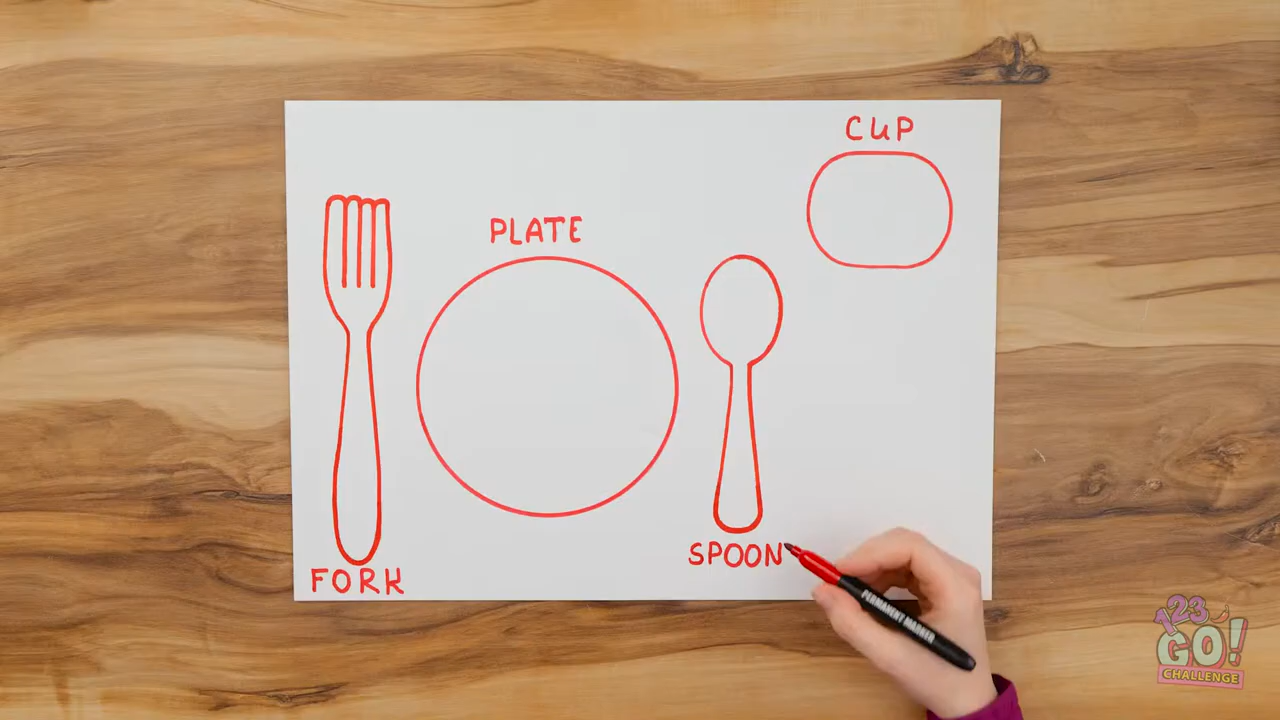 CUP
PLATE
SPOON
FORK
PERMANENT MARKER
123
GO!
CHALLENGE